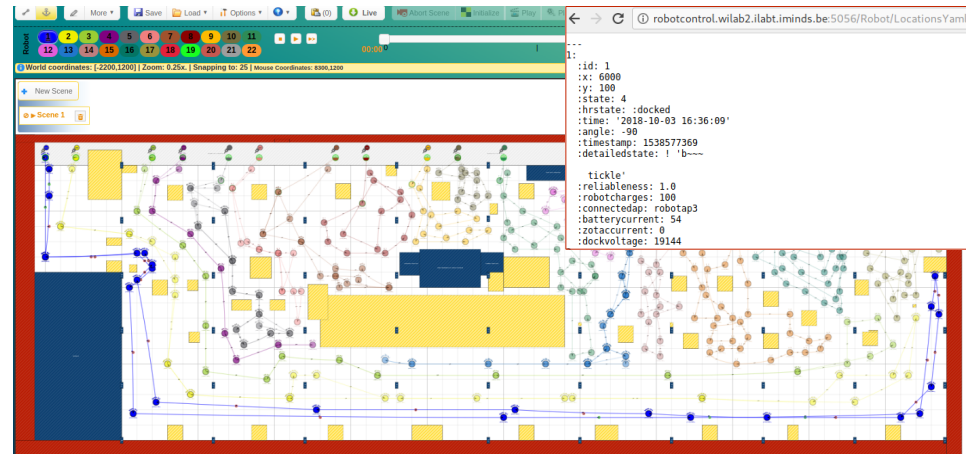 More ▾ Save Load ▾ Options ▾ (0) Live Abort Scene Initialize Play
Robot
1 2 3 4 5 6 7 8 9 10 11
12 13 14 15 16 17 18 19 20 21 22
00:00
0
1
World coordinates: [-2200,1200] | Zoom: 0.25x. | Snapping to: 25 | Mouse Coordinates: 8300,1200
New Scene
Scene 1
robotcontrol.wilab2.ilabt.iminds.be:5056/Robot/LocationsYaml
---
1:
:id: 1
:x: 6000
:y: 100
:state: 4
:hrstate: :docked
:time: '2018-10-03 16:36:09'
:angle: -90
:timestamp: 1538577369
:detailedstate: ! 'b~~~
tickle'
:reliableness: 1.0
:robotcharges: 100
:connectedap: robotap3
:batterycurrent: 54
:zotaccurrent: 0
:dockvoltage: 19144